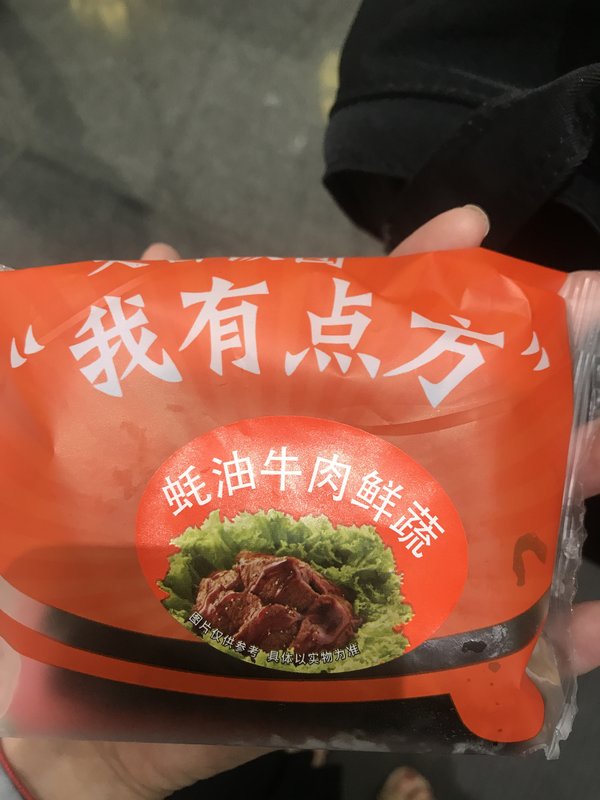 “我有点方”
蚝油牛肉鲜蔬
图片仅供参考 具体以实物为准